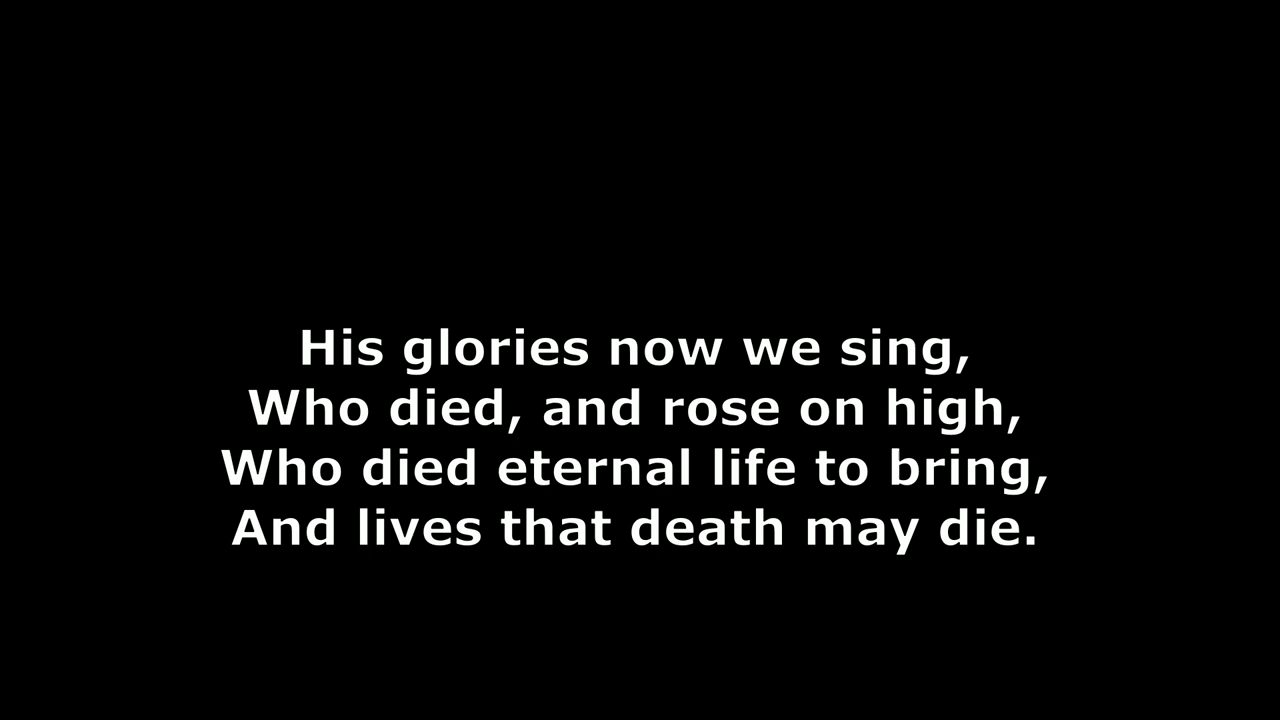 His glories now we sing,
Who died, and rose on high,
Who died eternal life to bring,
And lives that death may die.